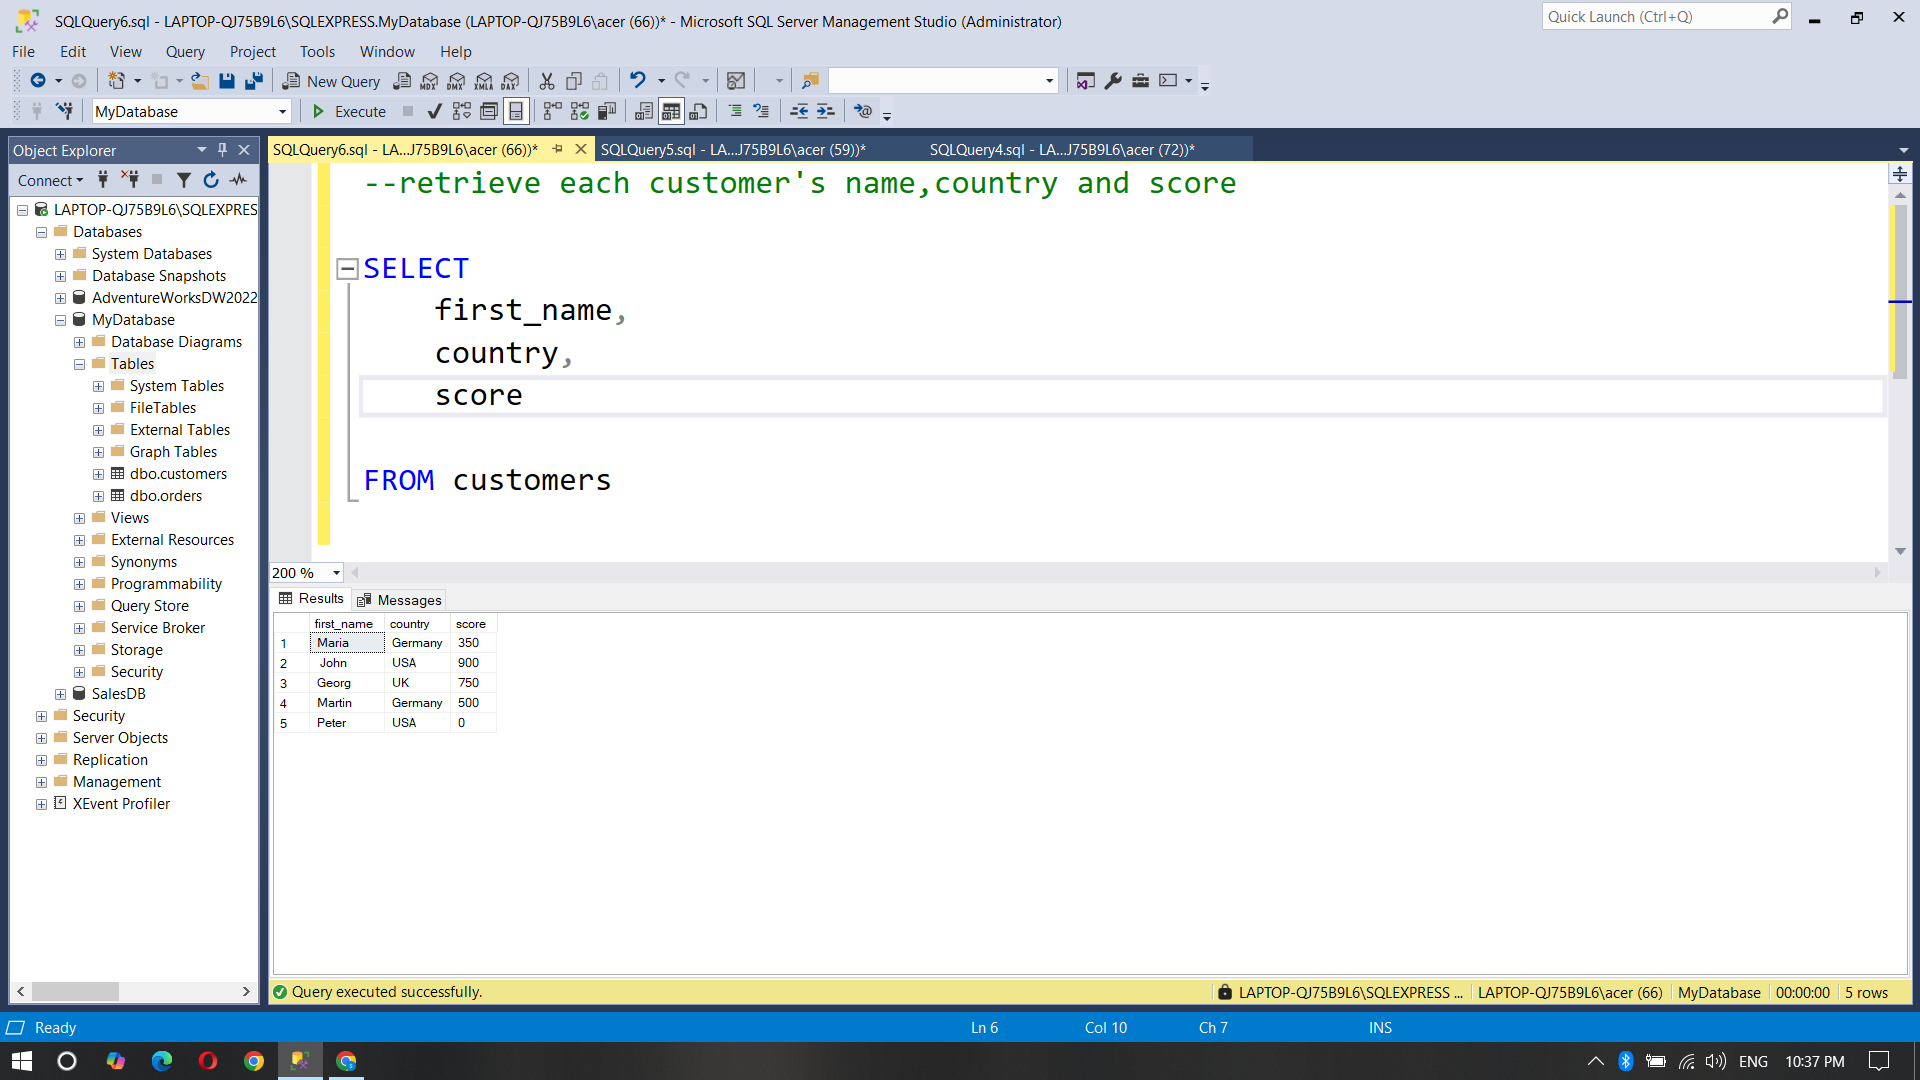 SQLQuery6.sql - LAPTOP-QJ75B9L6\SQLEXPRESS.MyDatabase (LAPTOP-QJ75B9L6\acer (66))* - Microsoft SQL Server Management Studio (Administrator)
Quick Launch (Ctrl+Q)
File Edit View Query Project Tools Window Help
New Query MDX DMX XMLA DAX
MyDatabase Execute
Object Explorer
SQLQuery6.sql - LA...J75B9L6\acer (66))* SQLQuery5.sql - LA...J75B9L6\acer (59))* SQLQuery4.sql - LA...J75B9L6\acer (72))*
Connect
LAPTOP-QJ75B9L6\SQLEXPRES
Databases
System Databases
Database Snapshots
AdventureWorksDW2022
MyDatabase
Database Diagrams
Tables
System Tables
FileTables
External Tables
Graph Tables
dbo.customers
dbo.orders
Views
External Resources
Synonyms
Programmability
Query Store
Service Broker
Storage
Security
SalesDB
Security
Server Objects
Replication
Management
XEvent Profiler
--retrieve each customer's name,country and score
SELECT
first_name,
country,
score
FROM customers
200 %
Results Messages
first_name country score
1 Maria Germany 350
2 John USA 900
3 Georg UK 750
4 Martin Germany 500
5 Peter USA 0
Query executed successfully. LAPTOP-QJ75B9L6\SQLEXPRESS ... LAPTOP-QJ75B9L6\acer (66) MyDatabase 00:00:00 5 rows
Ready Ln 6 Col 10 Ch 7 INS
ENG 10:37 PM